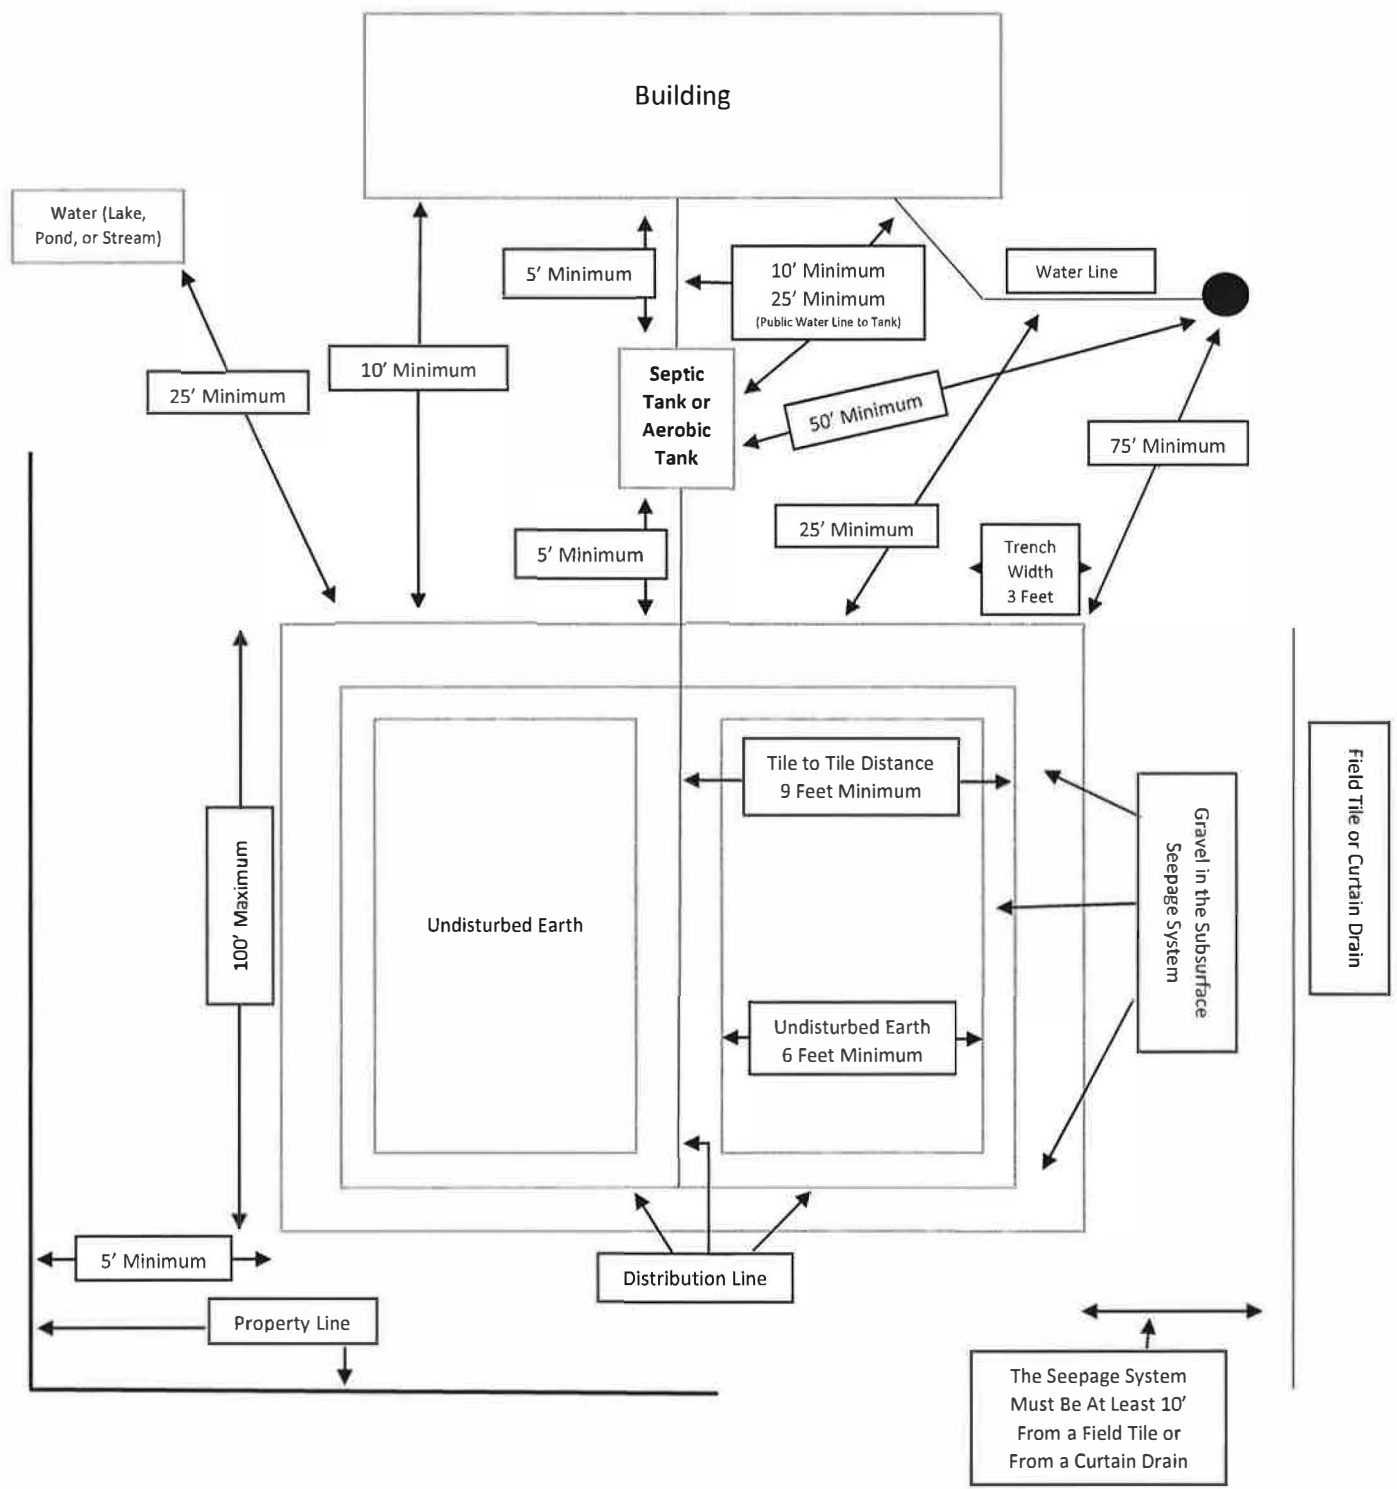 Building
Water (Lake,
Pond, or Stream)
5′ Minimum
10′ Minimum
25′ Minimum
(Public Water Line to Tank)
Water Line
25′ Minimum
10′ Minimum
Septic
Tank or
Aerobic
Tank
50′ Minimum
75′ Minimum
5′ Minimum
25′ Minimum
Trench
Width
3 Feet
100′ Maximum
Undisturbed Earth
Tile to Tile Distance
9 Feet Minimum
Undisturbed Earth
6 Feet Minimum
Gravel in the Subsurface
Seepage System
Field Tile or Curtain Drain
5′ Minimum
Distribution Line
Property Line
The Seepage System
Must Be At Least 10′
From a Field Tile or
From a Curtain Drain